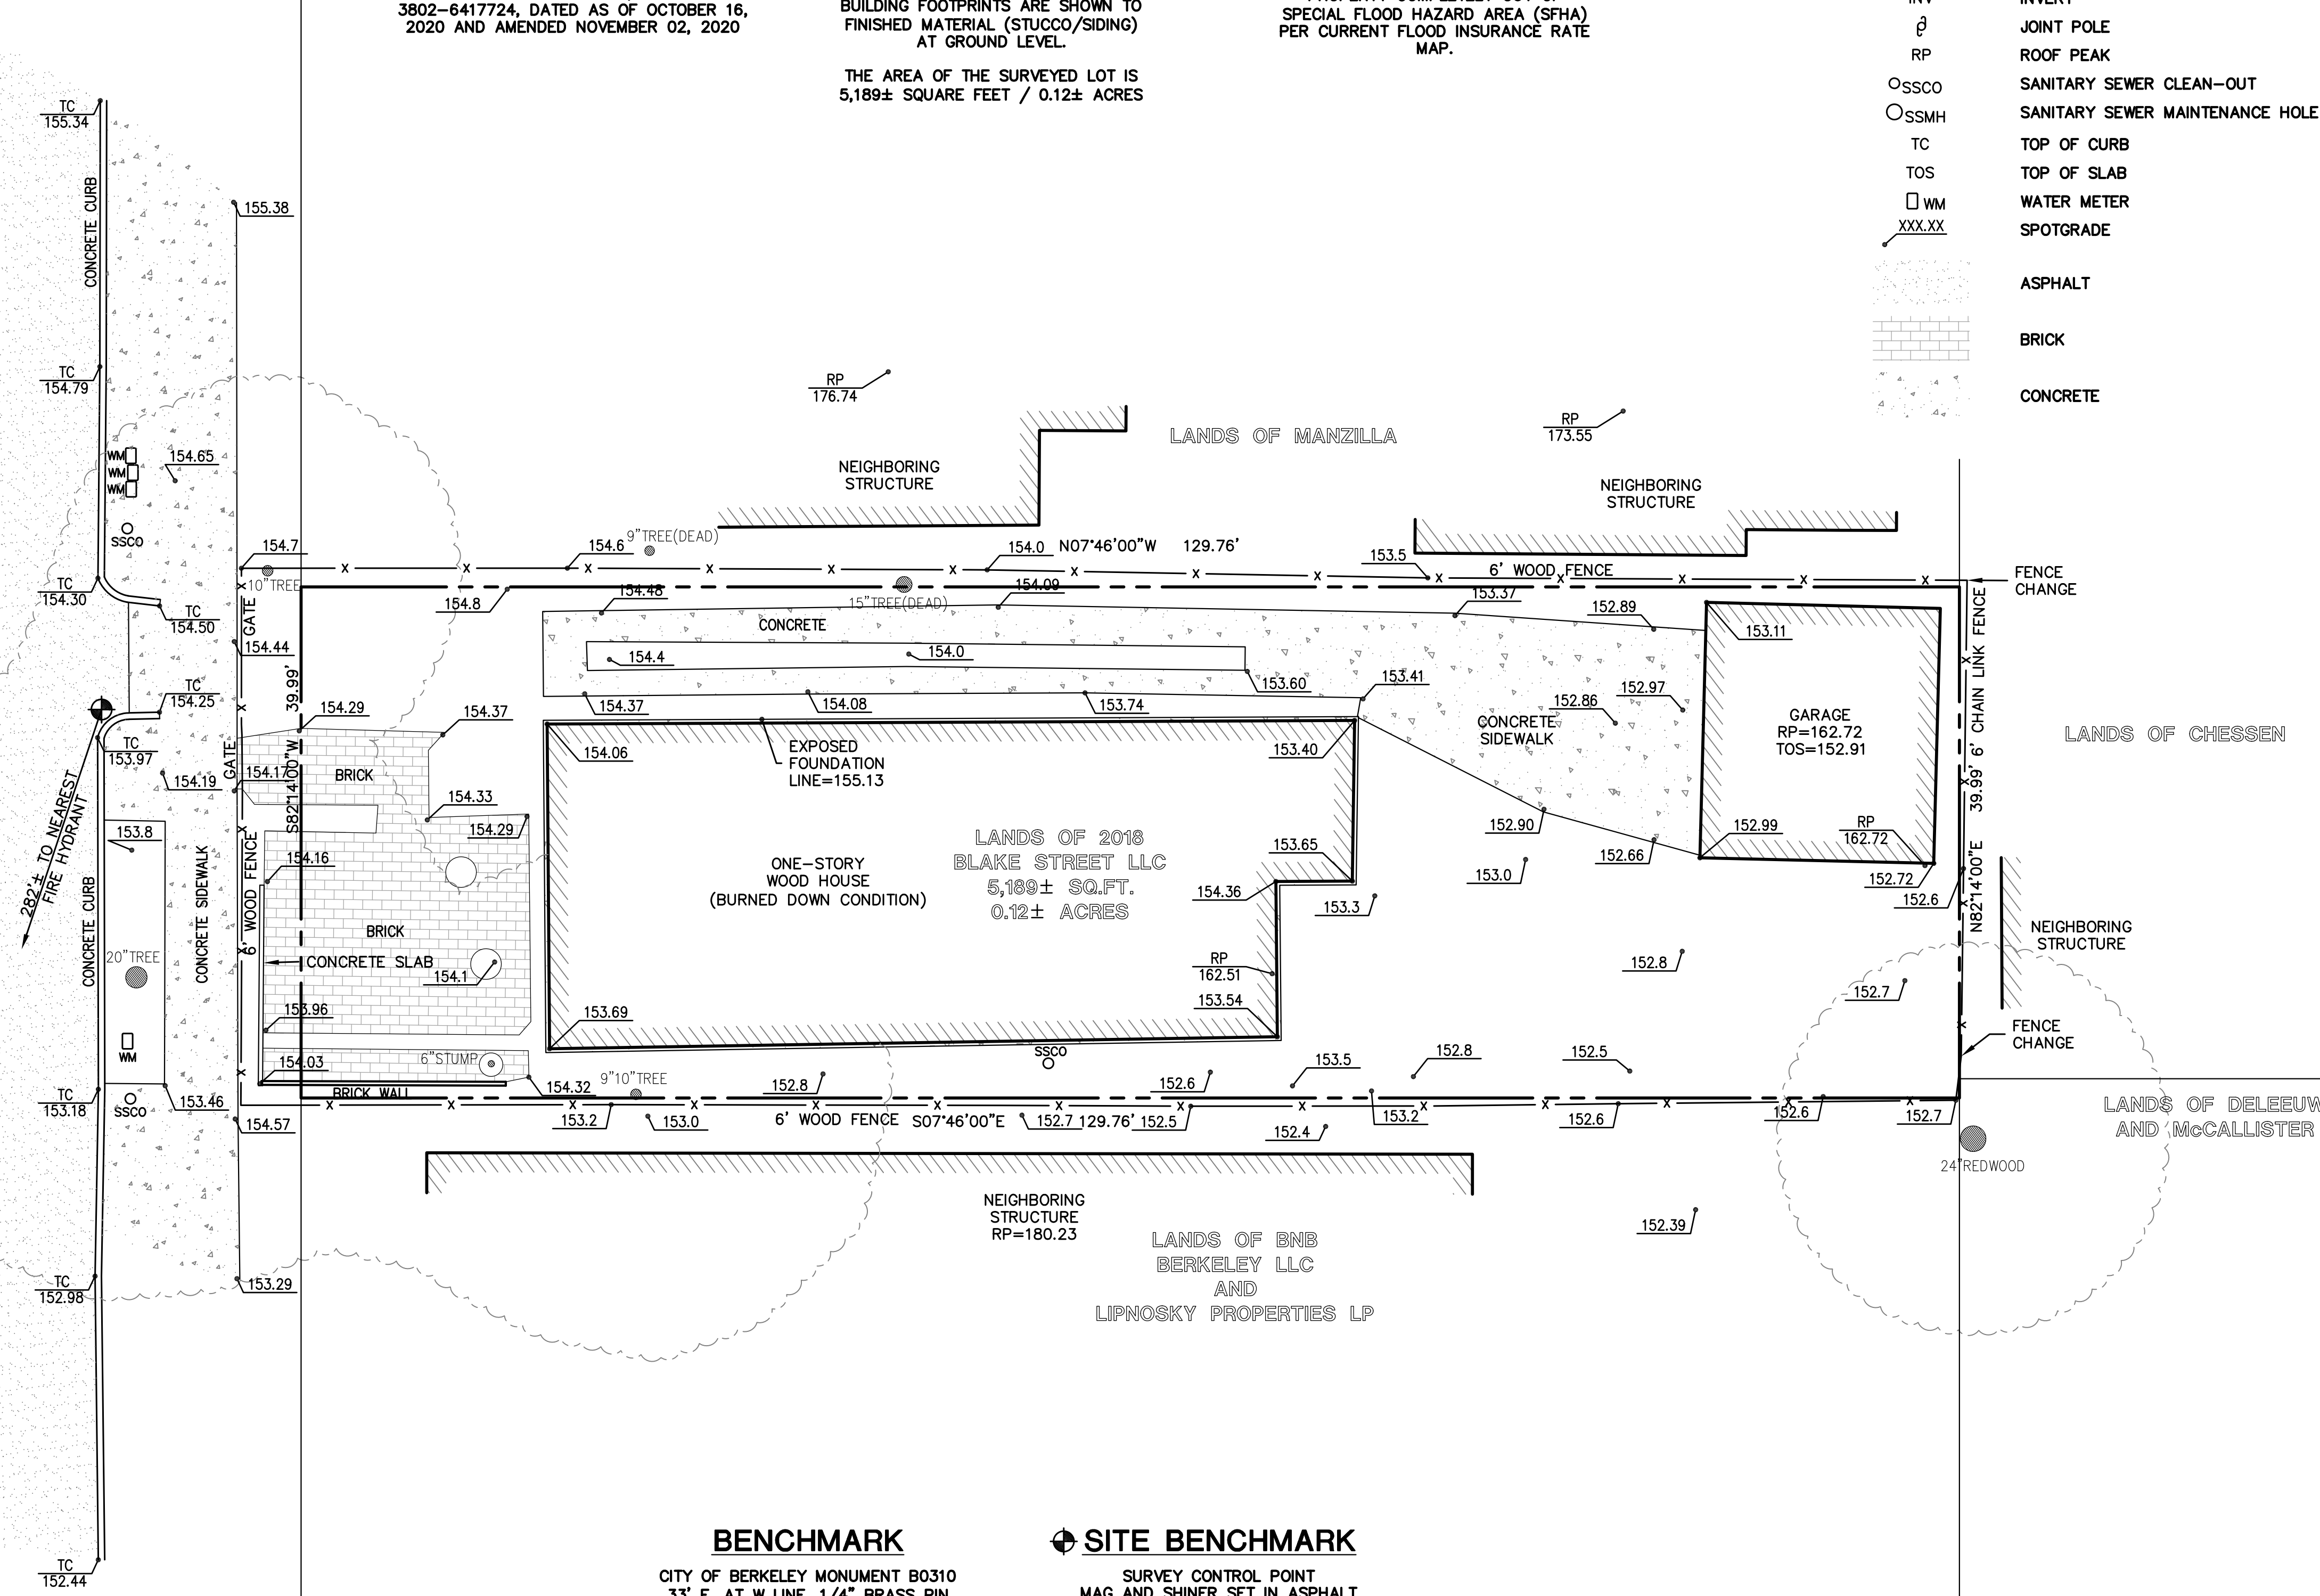 3802-6417724, DATED AS OF OCTOBER 16,
2020 AND AMENDED NOVEMBER 02, 2020
BUILDING FOOTPRINTS ARE SHOWN TO
FINISHED MATERIAL (STUCCO/SIDING)
AT GROUND LEVEL.
THE AREA OF THE SURVEYED LOT IS
5,189± SQUARE FEET / 0.12± ACRES
PROPERTY COMPLETELY OUT OF
SPECIAL FLOOD HAZARD AREA (SFHA)
PER CURRENT FLOOD INSURANCE RATE
MAP.
INV INVERT
JOINT POLE
RP ROOF PEAK
SSCO SANITARY SEWER CLEAN-OUT
SSMH SANITARY SEWER MAINTENANCE HOLE
TC TOP OF CURB
TOS TOP OF SLAB
WM WATER METER
XXX.XX SPOTGRADE
ASPHALT
BRICK
CONCRETE
TC
155.34
CONCRETE CURB
155.38
TC
154.79
WM
WM
WM
154.65
SSCO
TC
154.30
TC
154.50
154.7
10"TREE
GATE
154.44
TC
154.25
TC
153.97
282'± TO NEAREST
FIRE HYDRANT
154.19
GATE
154.17
S82°14'00"W 39.99'
153.8
CONCRETE CURB
CONCRETE SIDEWALK
6' WOOD FENCE
20"TREE
WM
TC
153.18
SSCO
153.46
154.57
TC
152.98
153.29
TC
152.44
RP
176.74
NEIGHBORING
STRUCTURE
LANDS OF MANZILLA
RP
173.55
NEIGHBORING
STRUCTURE
154.6
9"TREE(DEAD)
154.0
N07°46'00"W 129.76'
153.5
6' WOOD FENCE
FENCE
CHANGE
154.8
154.48
15"TREE(DEAD)
154.09
153.37
152.89
CONCRETE
154.4
154.0
153.60
153.41
154.37
154.08
153.74
152.86
152.97
CONCRETE
SIDEWALK
153.11
GARAGE
RP=162.72
TOS=152.91
39.99' 6' CHAIN LINK FENCE
N82°14'00"E
LANDS OF CHESSEN
154.29
154.37
BRICK
154.33
154.29
154.16
BRICK
CONCRETE SLAB
154.1
153.96
154.03
6"STUMP
BRICK WALL
154.32
154.06
EXPOSED
FOUNDATION
LINE=155.13
153.40
ONE-STORY
WOOD HOUSE
(BURNED DOWN CONDITION)
LANDS OF 2018
BLAKE STREET LLC
5,189± SQ.FT.
0.12± ACRES
153.65
154.36
153.3
RP
162.51
153.54
153.69
152.90
152.66
153.0
152.99
RP
162.72
152.72
152.6
NEIGHBORING
STRUCTURE
152.8
152.7
FENCE
CHANGE
SSCO
9"10"TREE
152.8
152.6
153.5
152.8
152.5
153.2
153.0
6' WOOD FENCE S07°46'00"E
152.7
129.76'
152.5
152.4
153.2
152.6
152.6
152.7
LANDS OF DELEEUW
AND McCALLISTER
24"REDWOOD
NEIGHBORING
STRUCTURE
RP=180.23
LANDS OF BNB
BERKELEY LLC
AND
LIPNOSKY PROPERTIES LP
152.39
BENCHMARK
CITY OF BERKELEY MONUMENT B0310
33' E. AT W LINE, 1/4" BRASS PIN
SITE BENCHMARK
SURVEY CONTROL POINT
MAG AND SHINER SET IN ASPHALT